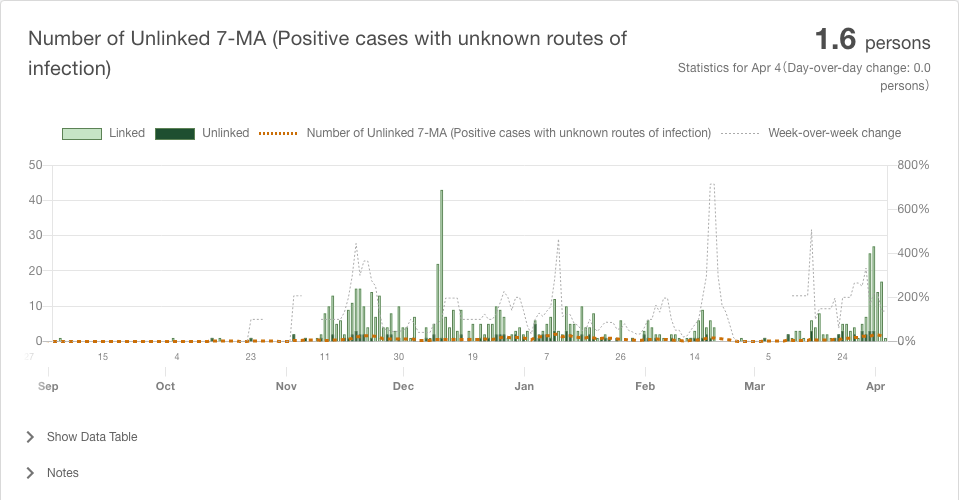 Number of Unlinked 7-MA (Positive cases with unknown routes of
infection)
1.6 persons
Statistics for Apr 4(Day-over-day change: 0.0
persons)
Linked
Unlinked
Number of Unlinked 7-MA (Positive cases with unknown routes of infection)
Week-over-week change
50
40
30
20
10
0
800%
600%
400%
200%
0%
15 4 23 11 30 19 7 26 14 5 24
Sep Oct Nov Dec Jan Feb Mar Apr
Show Data Table
Notes